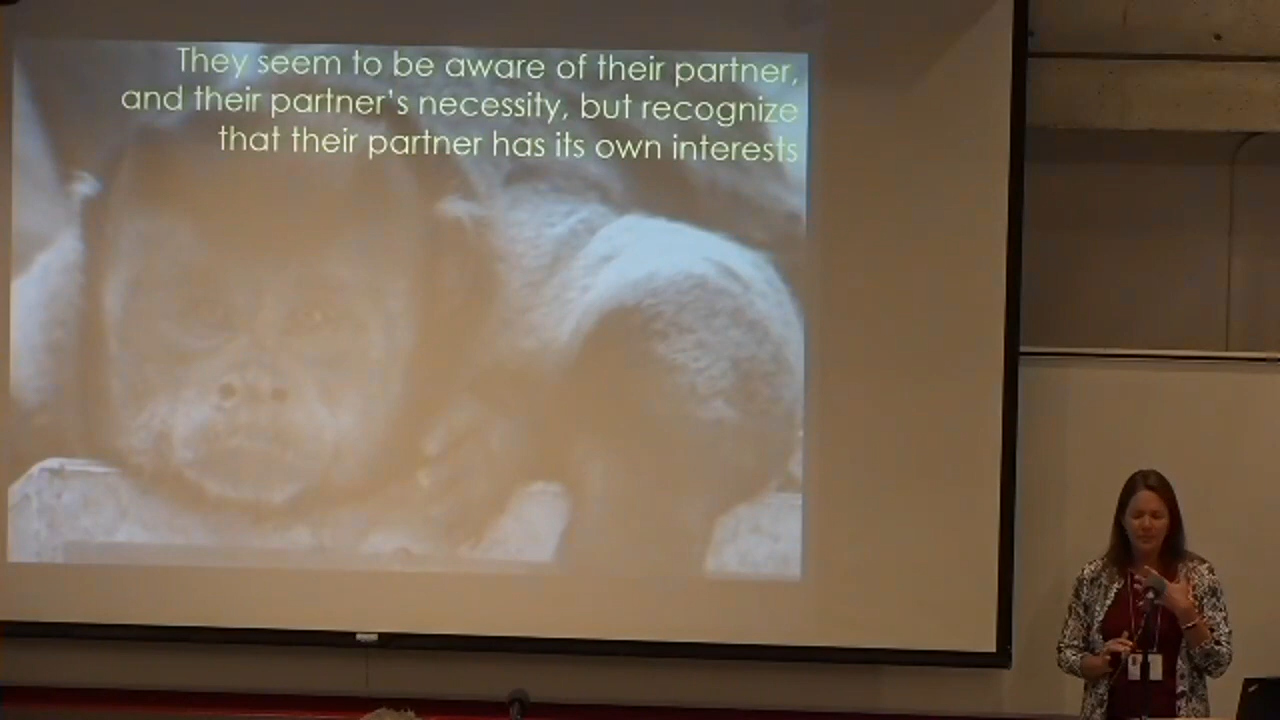 They seem to be aware of their partner,
and their partner's necessity, but recognize
that their partner has its own interests